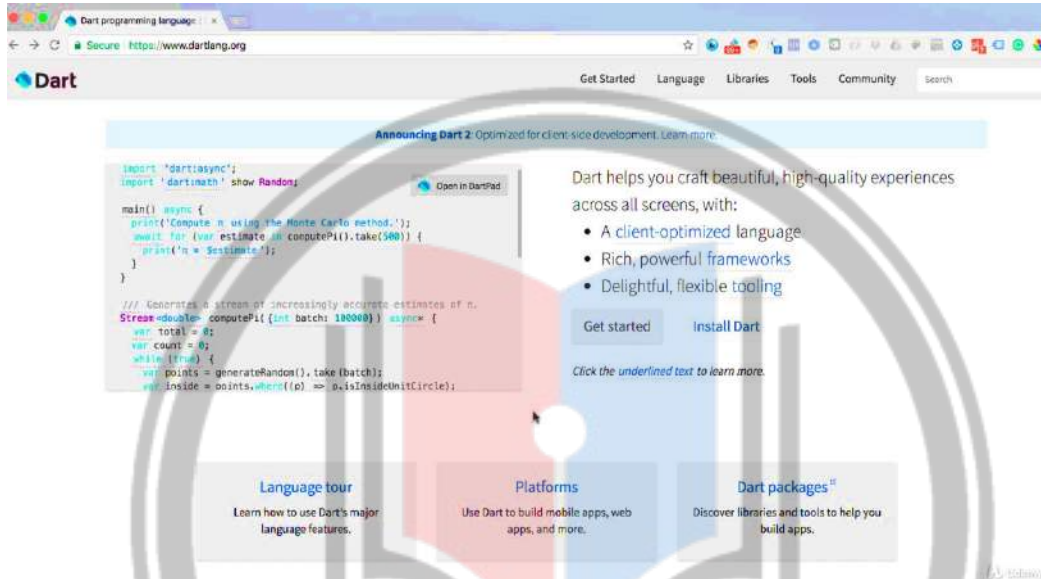 Dart programming language |
Secure https://www.dartlang.org
Dart
Get Started Language Libraries Tools Community Search
Announcing Dart 2: Optimized for client-side development. Learn more.
import 'dart:async';
import 'dart:math' show Random;
Open in DartPad
main() async {
print('Compute π using the Monte Carlo method.');
await for (var estimate in computePi().take(500)) {
print('π ≅ $estimate');
}
}
/// Generates a stream of increasingly accurate estimates of π.
Stream<double> computePi({int batch: 100000}) async* {
var total = 0;
var count = 0;
while (true) {
var points = generateRandom().take(batch);
var inside = points.where((p) => p.isInsideUnitCircle);
Dart helps you craft beautiful, high-quality experiences
across all screens, with:
• A client-optimized language
• Rich, powerful frameworks
• Delightful, flexible tooling
Get started Install Dart
Click the underlined text to learn more.
Language tour
Learn how to use Dart's major
language features.
Platforms
Use Dart to build mobile apps, web
apps, and more.
Dart packages
Discover libraries and tools to help you
build apps.
Udemy